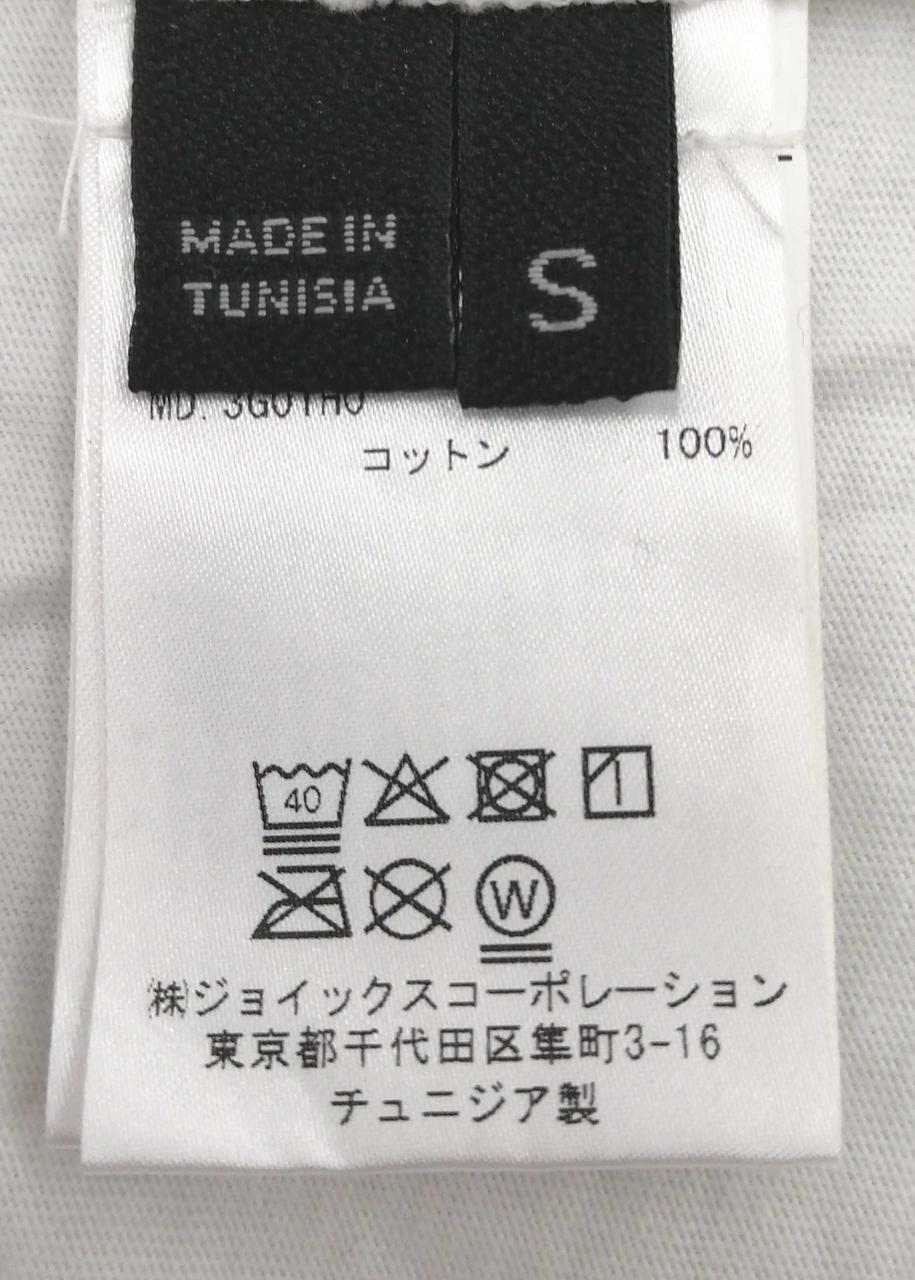 MADE IN
TUNISIA
S
MD. 3G01H0
コットン 100%
40
W
㈱ジョイックスコーポレーション
東京都千代田区隼町3-16
チュニジア製